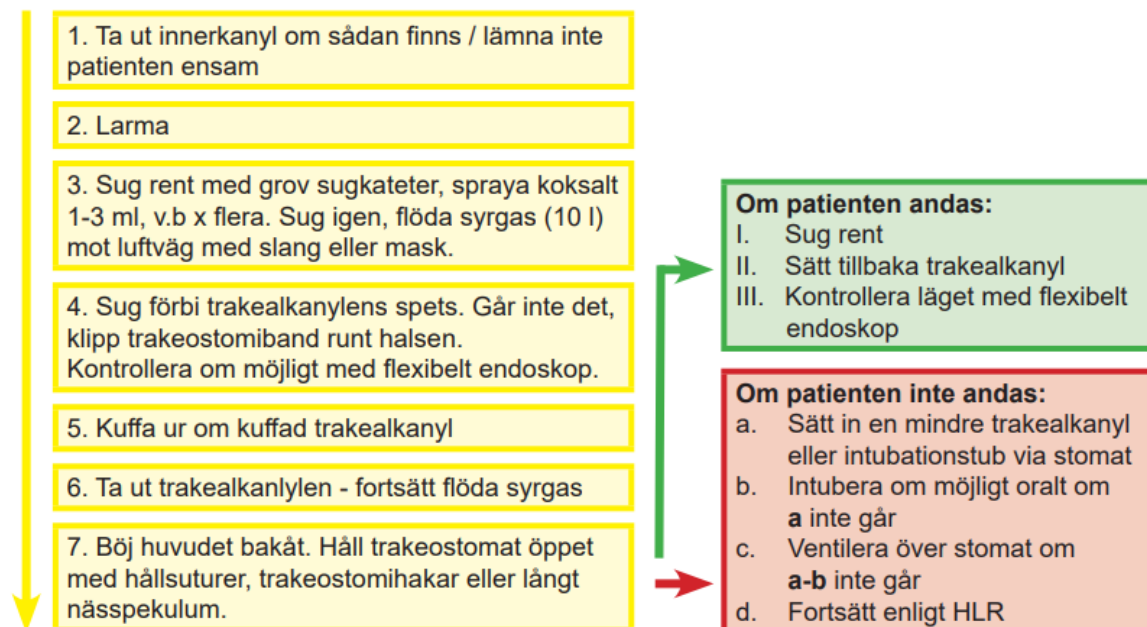 1. Ta ut innerkanyl om sådan finns / lämna inte
patienten ensam
2. Larma
3. Sug rent med grov sugkateter, spraya koksalt
1-3 ml, v.b x flera. Sug igen, flöda syrgas (10 l)
mot luftväg med slang eller mask.
4. Sug förbi trakealkanylens spets. Går inte det,
klipp trakeostomiband runt halsen.
Kontrollera om möjligt med flexibelt endoskop.
5. Kuffa ur om kuffad trakealkanyl
6. Ta ut trakealkanlylen - fortsätt flöda syrgas
7. Böj huvudet bakåt. Håll trakeostomat öppet
med hållsuturer, trakeostomihakar eller långt
nässpekulum.
Om patienten andas:
I. Sug rent
II. Sätt tillbaka trakealkanyl
III. Kontrollera läget med flexibelt
endoskop
Om patienten inte andas:
a. Sätt in en mindre trakealkanyl
eller intubationstub via stomat
b. Intubera om möjligt oralt om
a inte går
c. Ventilera över stomat om
a-b inte går
d. Fortsätt enligt HLR